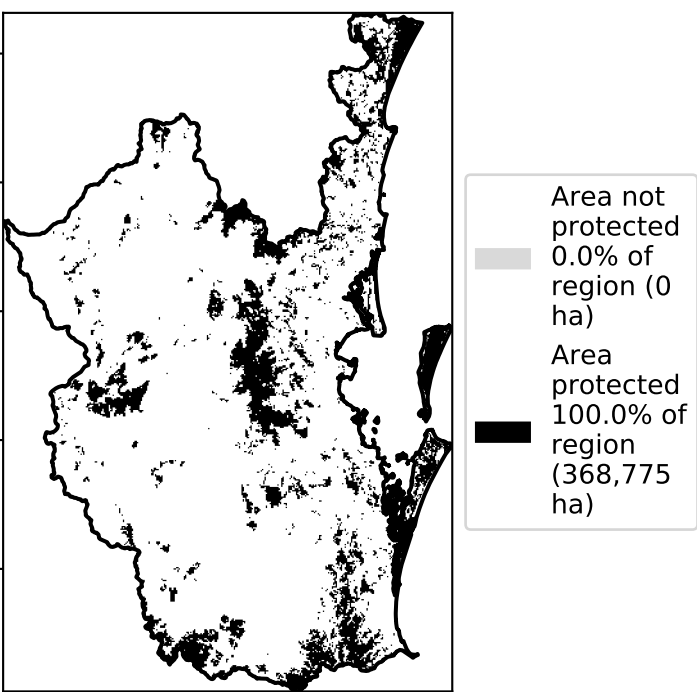 Area not
protected
0.0% of
region (0
ha)
Area
protected
100.0% of
region
(368,775
ha)